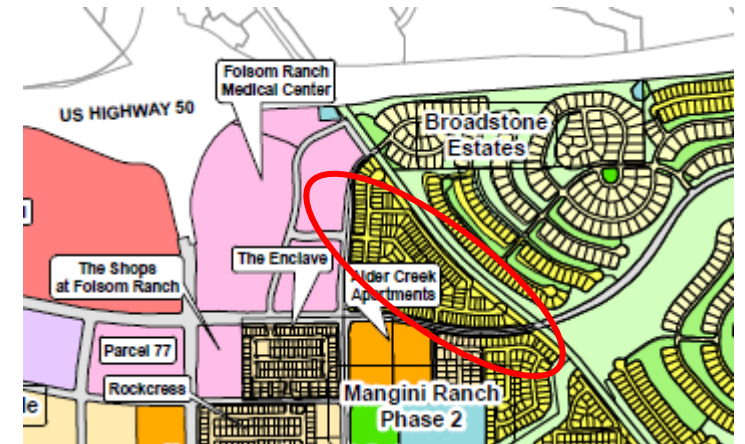 Folsom Ranch
Medical Center
US HIGHWAY 50
Broadstone
Estates
The Enclave
The Shops
at Folsom Ranch
Alder Creek
Apartments
Parcel 77
Rockcress
Mangini Ranch
Phase 2
le